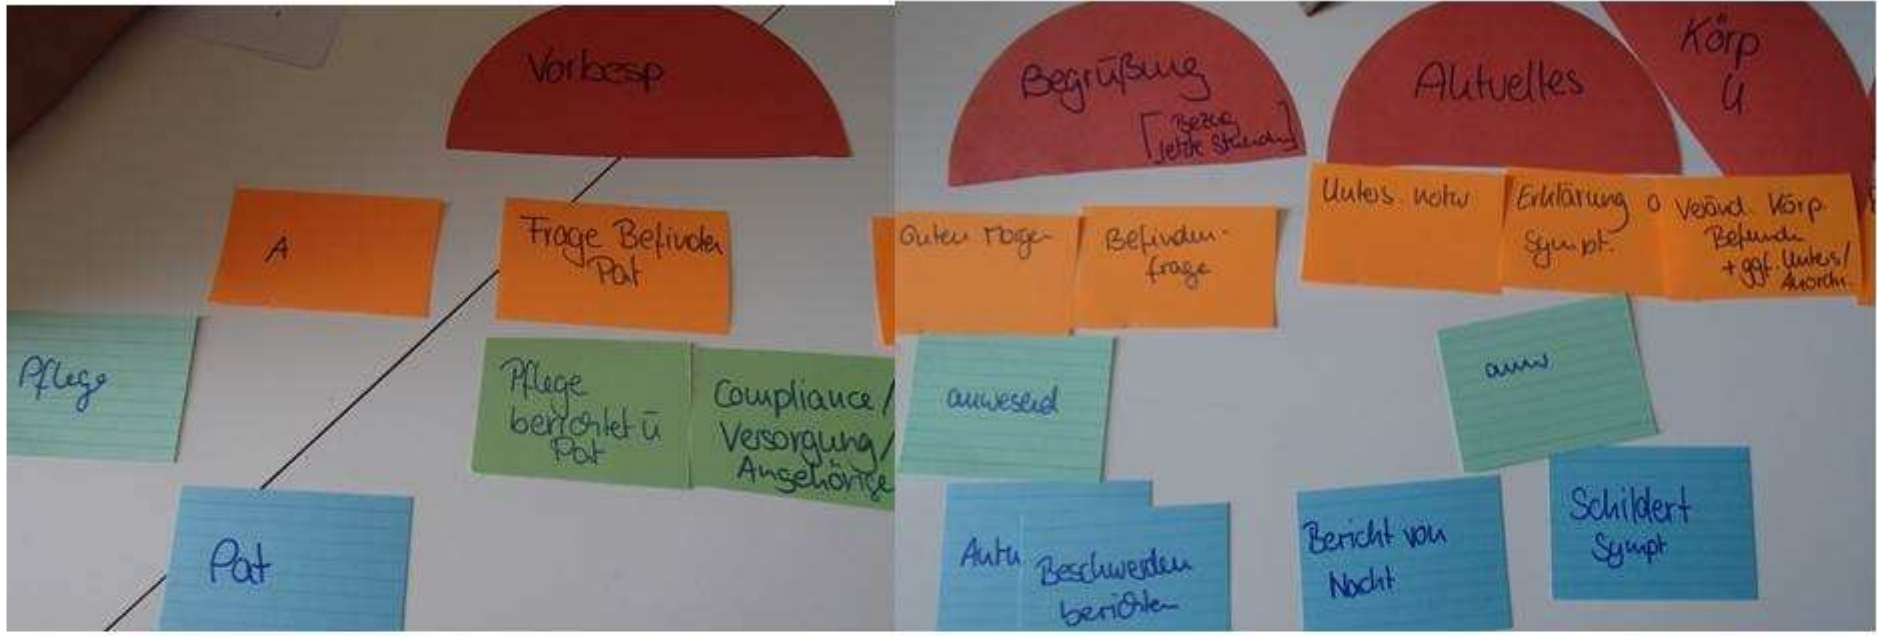 Vorbesp
A
Frage Befinden
Pat
Pflege
Pflege
berichtet ü
Pat
Compliance/
Versorgung/
Angehörige
Pat
Begrüßung
[Bezug
letzte Stunden]
Aktuelles
Körp
U
Guten Morgen
Befinden-
frage
Unters. notw
Erklärung
Sympt.
Veränd. Körp.
Befunde
+ ggf. Unters/
Anordn.
anwesend
anw.
Antw
Beschwerden
berichten
Bericht von
Nacht
Schildert
Sympt